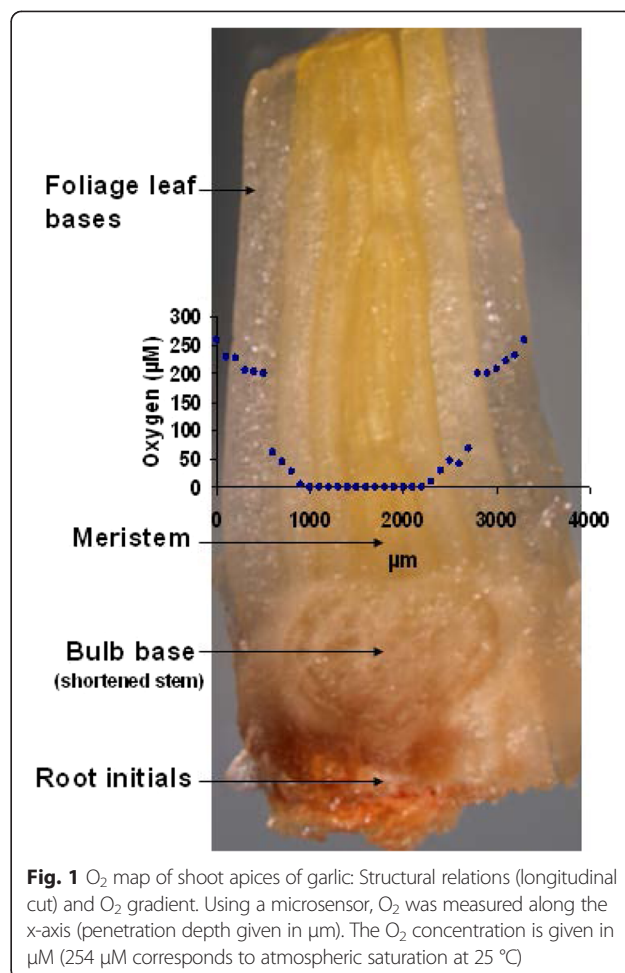 Foliage leaf
bases
300
250
200
150
100
50
0
Oxygen (µM)
0 1000 2000 3000 4000
µm
Meristem
Bulb base
(shortened stem)
Root initials
Fig. 1 O₂ map of shoot apices of garlic: Structural relations (longitudinal
cut) and O₂ gradient. Using a microsensor, O₂ was measured along the
x-axis (penetration depth given in µm). The O₂ concentration is given in
µM (254 µM corresponds to atmospheric saturation at 25 °C)